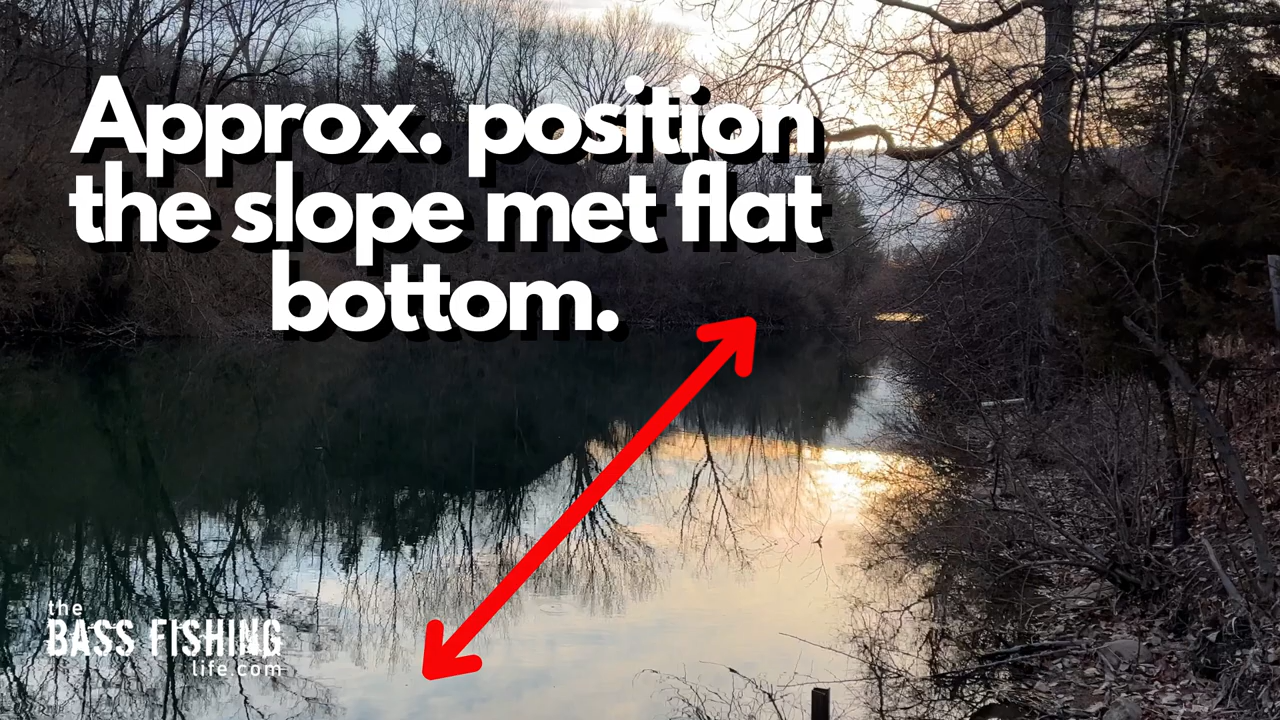 Approx. position
the slope met flat
bottom.
the
BASS FISHING
life.com